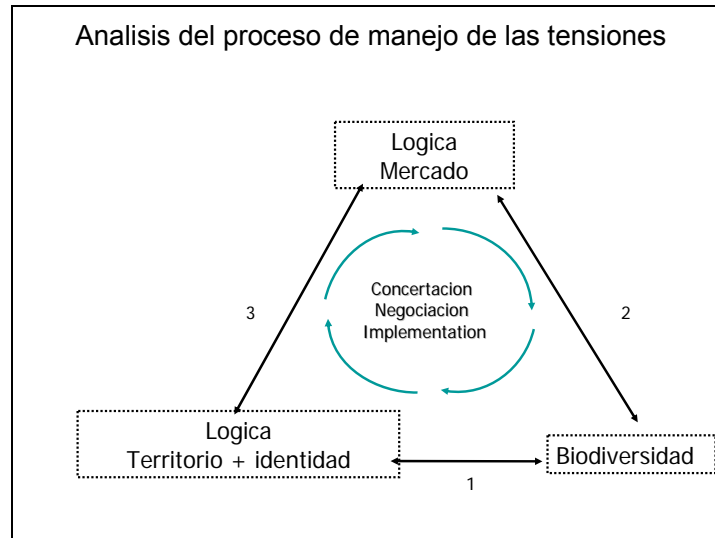 Analisis del proceso de manejo de las tensiones
Logica
Mercado
Concertacion
Negociacion
Implementation
3
2
Logica
Territorio + identidad
Biodiversidad
1